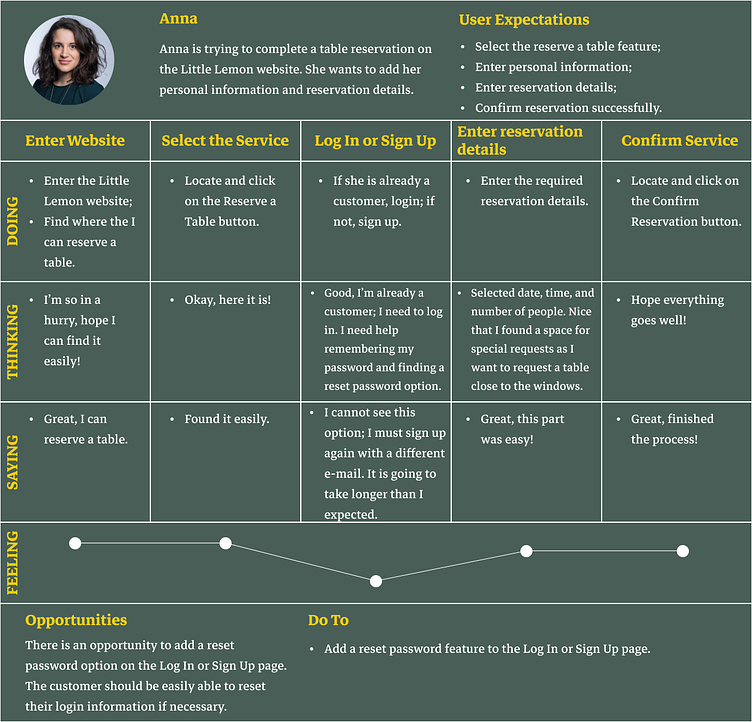 Anna
Anna is trying to complete a table reservation on
the Little Lemon website. She wants to add her
personal information and reservation details.
User Expectations
• Select the reserve a table feature;
• Enter personal information;
• Enter reservation details;
• Confirm reservation successfully.
Enter Website
Select the Service
Log In or Sign Up
Enter reservation
details
Confirm Service
DOING
• Enter the Little
Lemon website;
• Find where the I
can reserve a
table.
• Locate and click
on the Reserve a
Table button.
• If she is already a
customer, login; if
not, sign up.
• Enter the required
reservation details.
• Locate and click on
the Confirm
Reservation button.
THINKING
• I’m so in a
hurry, hope I
can find it
easily!
• Okay, here it is!
• Good, I’m already a
customer; I need to log
in. I need help
remembering my
password and finding a
reset password option.
• Selected date, time, and
number of people. Nice
that I found a space for
special requests as I
want to request a table
close to the windows.
• Hope everything
goes well!
SAYING
• Great, I can
reserve a table.
• Found it easily.
• I cannot see this
option; I must sign up
again with a different
e-mail. It is going to
take longer than I
expected.
• Great, this part
was easy!
• Great, finished
the process!
FEELING
Opportunities
There is an opportunity to add a reset
password option on the Log In or Sign Up page.
The customer should be easily able to reset
their login information if necessary.
Do To
• Add a reset password feature to the Log In or Sign Up page.